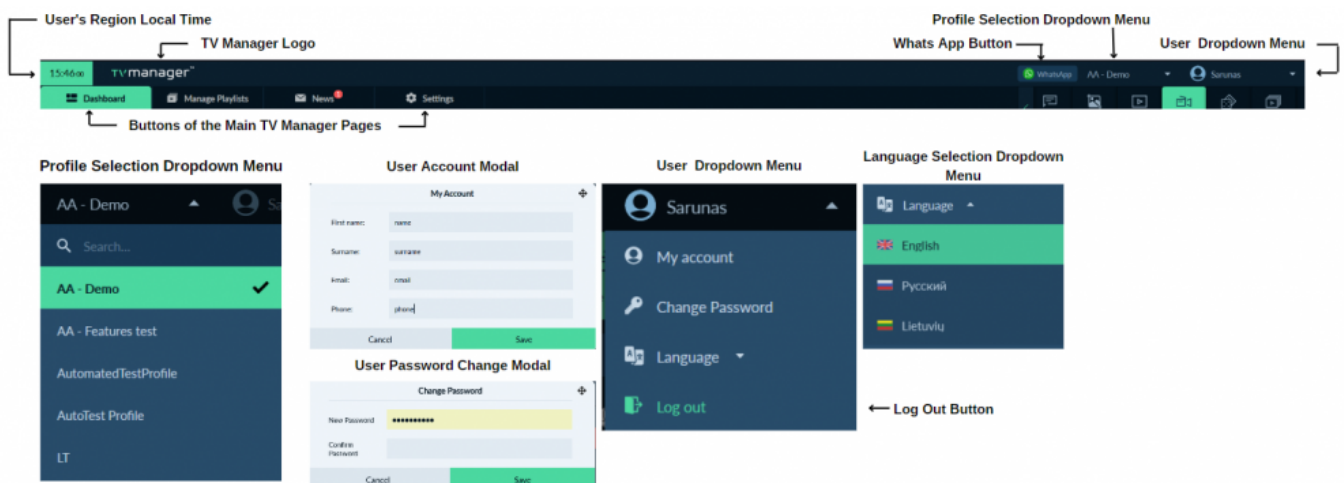 User's Region Local Time
Profile Selection Dropdown Menu
TV Manager Logo
Whats App Button
User Dropdown Menu
15:46
TVmanager™
WhatsApp
AA - Demo
Sarunas
Dashboard
Manage Playlists
News
Settings
Buttons of the Main TV Manager Pages
Profile Selection Dropdown Menu
AA - Demo
Sa
Search...
AA - Demo
AA - Features test
AutomatedTestProfile
AutoTest Profile
LT
User Account Modal
My Account
First name:
name
Surname:
surname
Email:
email
Phone:
phone
Cancel
Save
User Password Change Modal
Change Password
New Password
••••••••••
Confirm
Password
Cancel
Save
User Dropdown Menu
Sarunas
My account
Change Password
Language
Log out
Log Out Button
Language Selection Dropdown
Menu
Language
English
Русский
Lietuvių